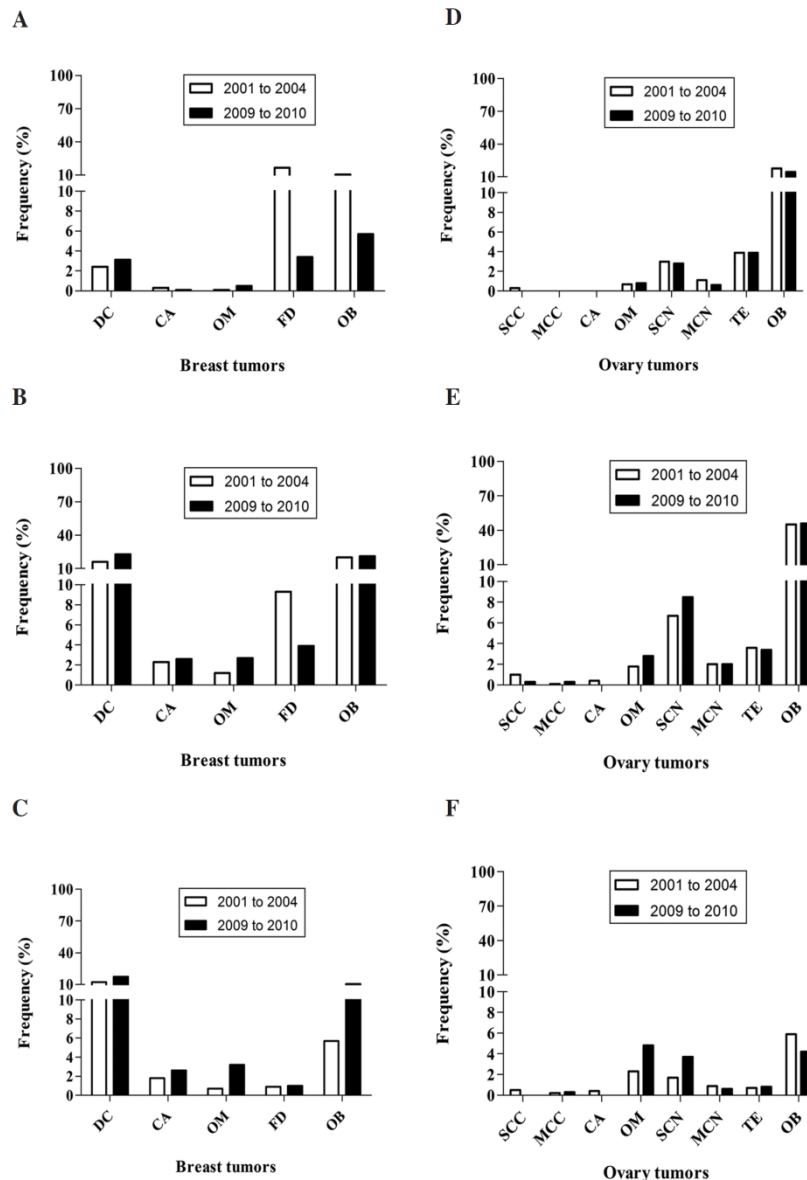 A
Frequency (%)
100
70
40
10
10
8
6
4
2
0
2001 to 2004
2009 to 2010
DC CA OM FD OB
Breast tumors
B
Frequency (%)
100
70
40
10
10
8
6
4
2
0
2001 to 2004
2009 to 2010
DC CA OM FD OB
Breast tumors
C
Frequency (%)
100
70
40
10
10
8
6
4
2
0
2001 to 2004
2009 to 2010
DC CA OM FD OB
Breast tumors
D
Frequency (%)
100
70
40
10
10
8
6
4
2
0
2001 to 2004
2009 to 2010
SCC MCC CA OM SCN MCN TE OB
Ovary tumors
E
Frequency (%)
100
70
40
10
10
8
6
4
2
0
2001 to 2004
2009 to 2010
SCC MCC CA OM SCN MCN TE OB
Ovary tumors
F
Frequency (%)
100
70
40
10
10
8
6
4
2
0
2001 to 2004
2009 to 2010
SCC MCC CA OM SCN MCN TE OB
Ovary tumors